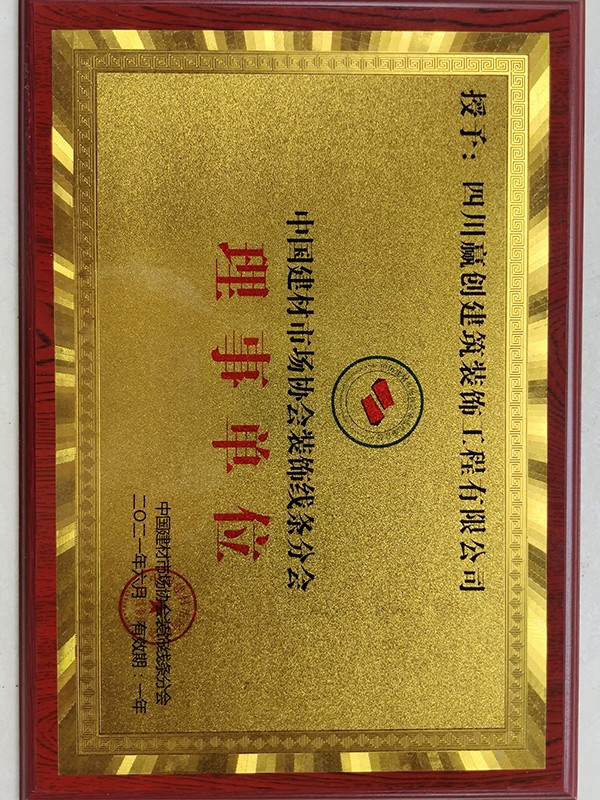 授予：四川赢创建筑装饰工程有限公司
中国建材市场协会装饰线条分会
理事单位
中国建材市场协会装饰线条分会
二〇二一年六月　有效期：一年